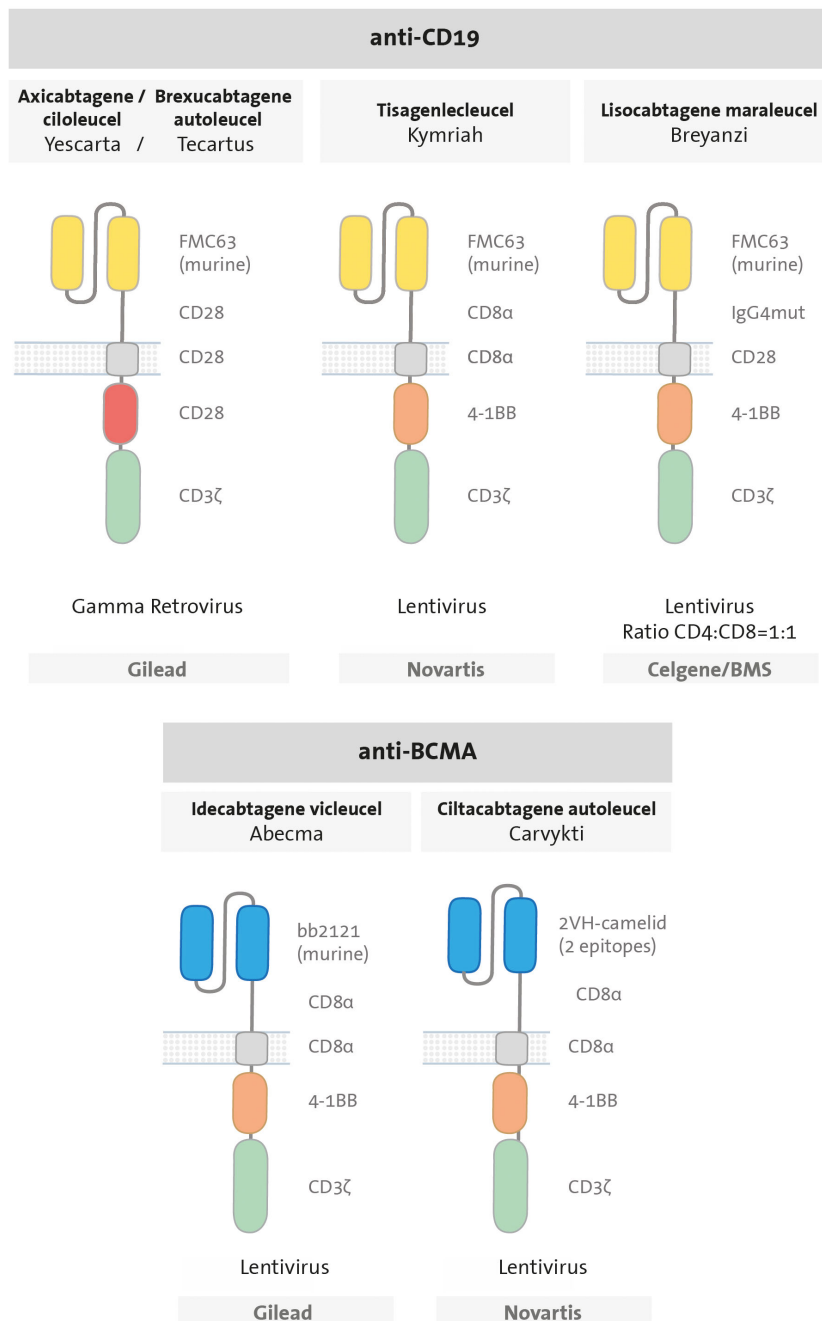 anti-CD19
Axicabtagene /
ciloleucel
Yescarta /
Brexucabtagene
autoleucel
Tecartus
FMC63
(murine)
CD28
CD28
CD28
CD3ζ
Gamma Retrovirus
Gilead
Tisagenlecleucel
Kymriah
FMC63
(murine)
CD8α
CD8α
4-1BB
CD3ζ
Lentivirus
Novartis
Lisocabtagene maraleucel
Breyanzi
FMC63
(murine)
IgG4mut
CD28
4-1BB
CD3ζ
Lentivirus
Ratio CD4:CD8=1:1
Celgene/BMS
anti-BCMA
Idecabtagene vicleucel
Abecma
bb2121
(murine)
CD8α
CD8α
4-1BB
CD3ζ
Lentivirus
Gilead
Ciltacabtagene autoleucel
Carvykti
2VH-camelid
(2 epitopes)
CD8α
CD8α
4-1BB
CD3ζ
Lentivirus
Novartis